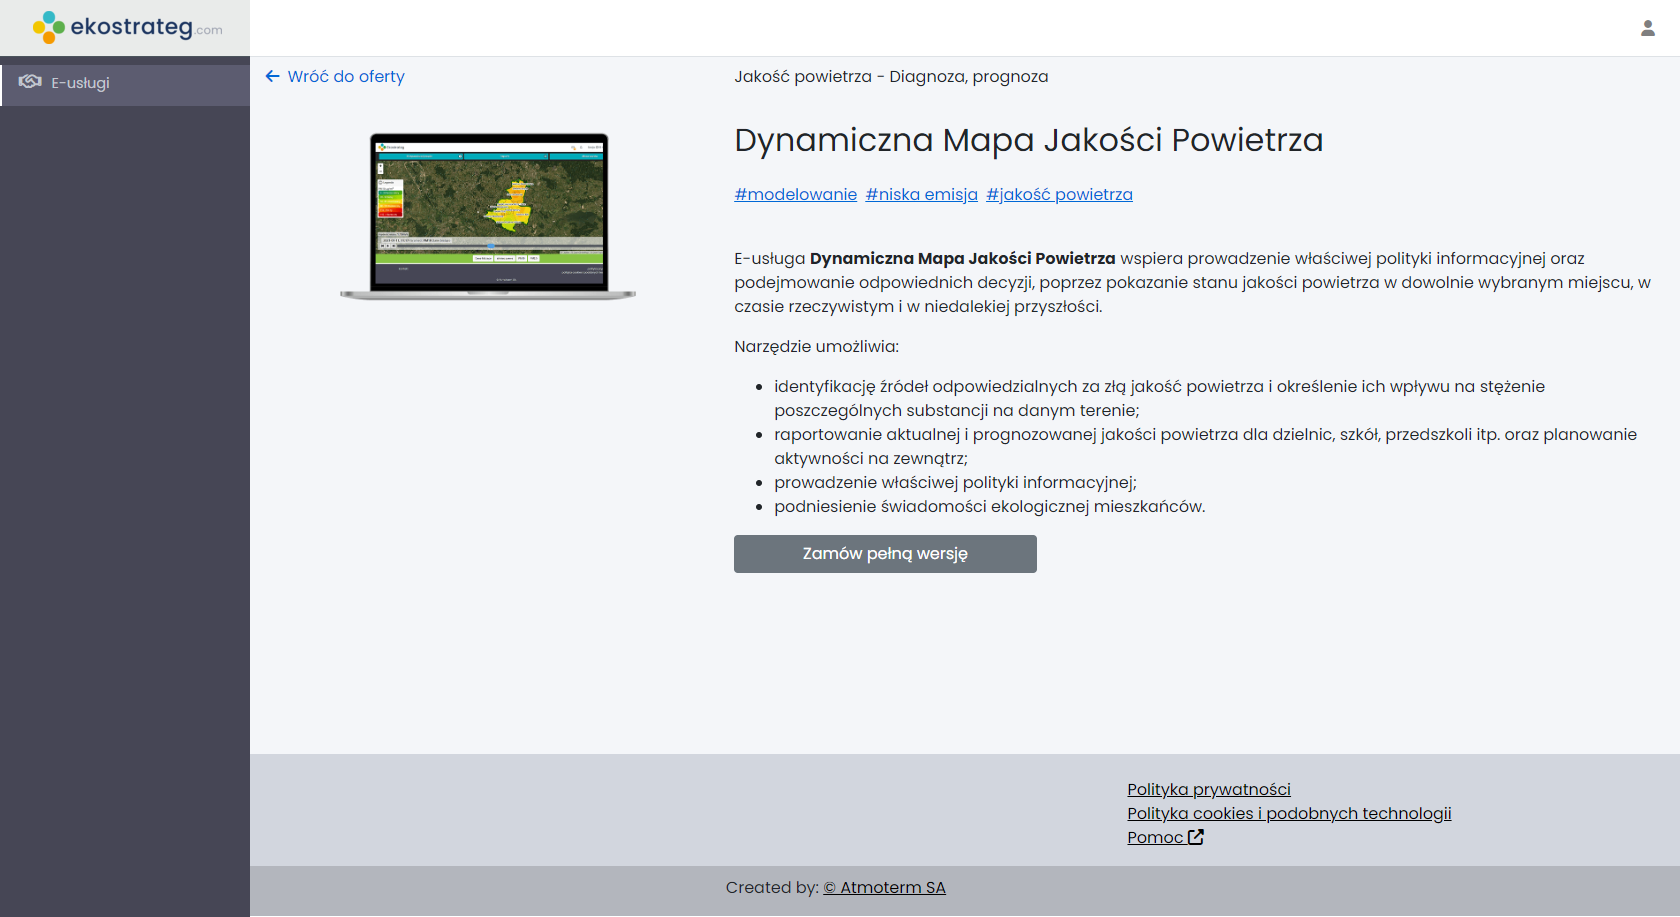 ekostrateg.com
E-usługi
Wróć do oferty
Jakość powietrza - Diagnoza, prognoza
Dynamiczna Mapa Jakości Powietrza
#modelowanie #niska emisja #jakość powietrza
E-usługa Dynamiczna Mapa Jakości Powietrza wspiera prowadzenie właściwej polityki informacyjnej oraz
podejmowanie odpowiednich decyzji, poprzez pokazanie stanu jakości powietrza w dowolnie wybranym miejscu, w
czasie rzeczywistym i w niedalekiej przyszłości.
Narzędzie umożliwia:
identyfikację źródeł odpowiedzialnych za złą jakość powietrza i określenie ich wpływu na stężenie
poszczególnych substancji na danym terenie;
raportowanie aktualnej i prognozowanej jakości powietrza dla dzielnic, szkół, przedszkoli itp. oraz planowanie
aktywności na zewnątrz;
prowadzenie właściwej polityki informacyjnej;
podniesienie świadomości ekologicznej mieszkańców.
Zamów pełną wersję
Polityka prywatności
Polityka cookies i podobnych technologii
Pomoc
Created by: © Atmoterm SA